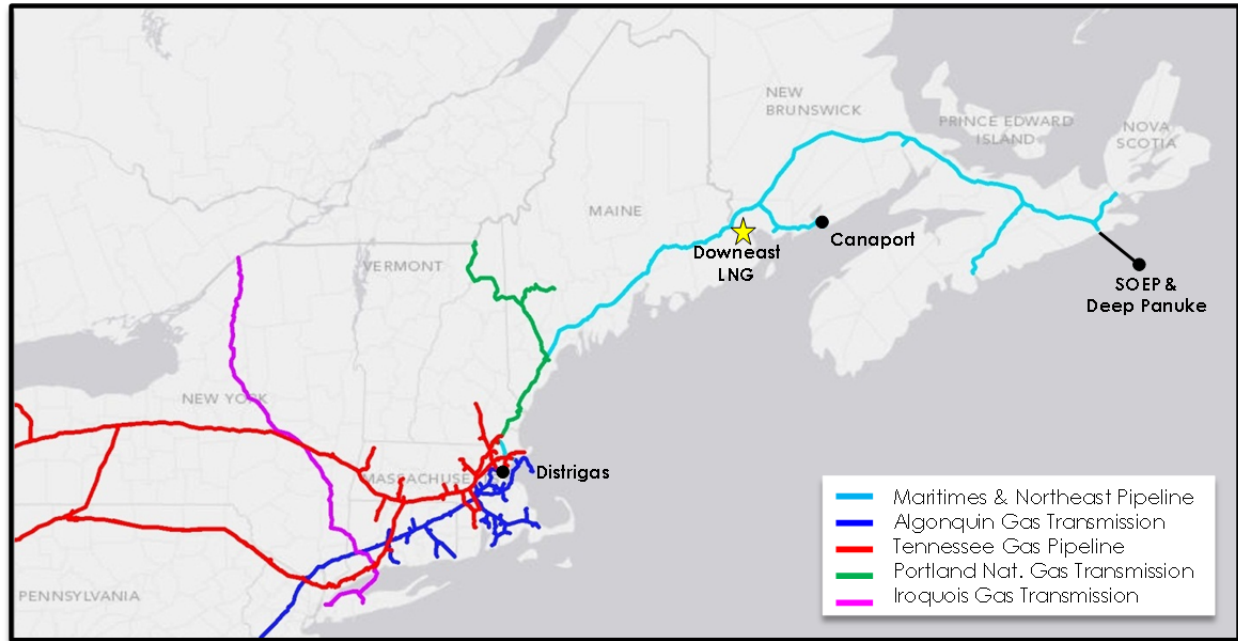 NEW
BRUNSWICK
PRINCE EDWARD
ISLAND
NOVA
SCOTIA
MAINE
Canaport
Downeast
LNG
VERMONT
SOEP &
Deep Panuke
NEW YORK
Distrigas
MASSACHUSE
PENNSYLVANIA
Maritimes & Northeast Pipeline
Algonquin Gas Transmission
Tennessee Gas Pipeline
Portland Nat. Gas Transmission
Iroquois Gas Transmission